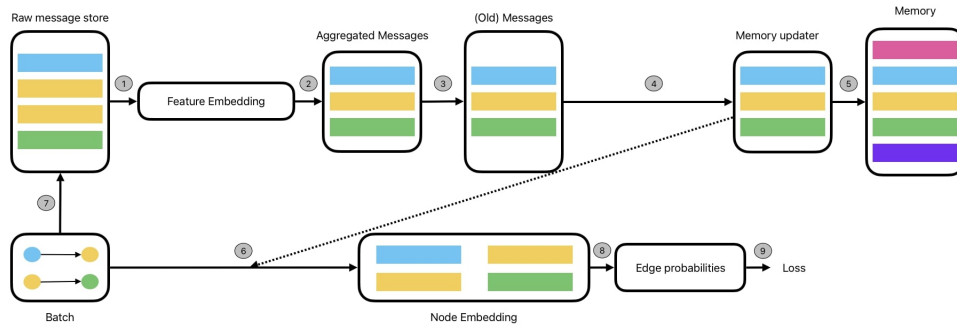 Raw message store
(Old) Messages
Memory
Aggregated Messages
Memory updater
1
2
3
4
5
Feature Embedding
7
6
8
9
Edge probabilities
Loss
Batch
Node Embedding